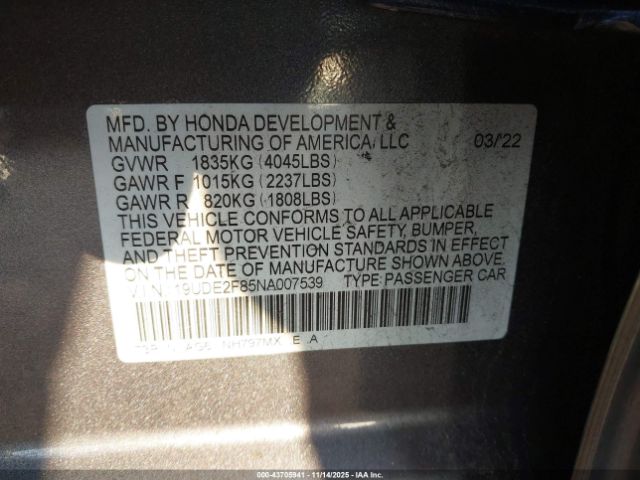 MFD. BY HONDA DEVELOPMENT &
MANUFACTURING OF AMERICA, LLC 03/'22
GVWR 1835KG (4045LBS)
GAWR F 1015KG (2237LBS)
GAWR R 820KG (1808LBS)
THIS VEHICLE CONFORMS TO ALL APPLICABLE
FEDERAL MOTOR VEHICLE SAFETY, BUMPER,
AND THEFT PREVENTION STANDARDS IN EFFECT
ON THE DATE OF MANUFACTURE SHOWN ABOVE.
V.I.N.: 19UDE2F85NA007539 TYPE: PASSENGER CAR
NH797MX
000-43705941 - 11/14/2025 - IAA Inc.